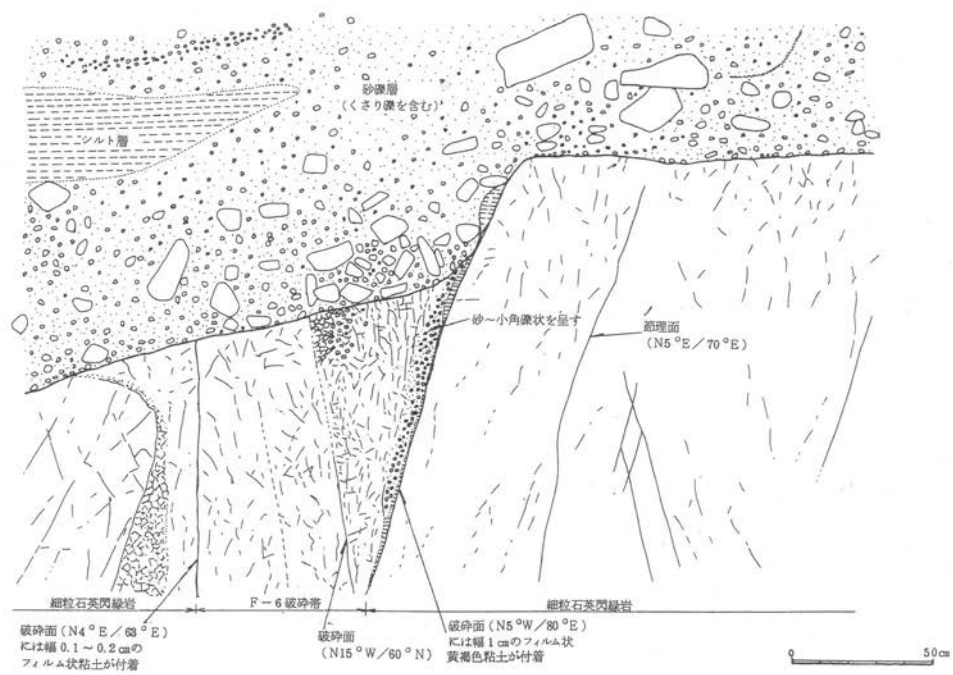 砂礫層
(くさり礫を含む)
シルト層
砂～小角礫状を呈す
節理面
(N5°E/70°E)
細粒石英閃緑岩
F-6破砕帯
細粒石英閃緑岩
破砕面(N4°E/63°E)
には幅0.1～0.2cmの
フィルム状粘土が付着
破砕面
(N15°W/60°N)
破砕面(N5°W/80°E)
には幅1cmのフィルム状
黄褐色粘土が付着
0
50cm